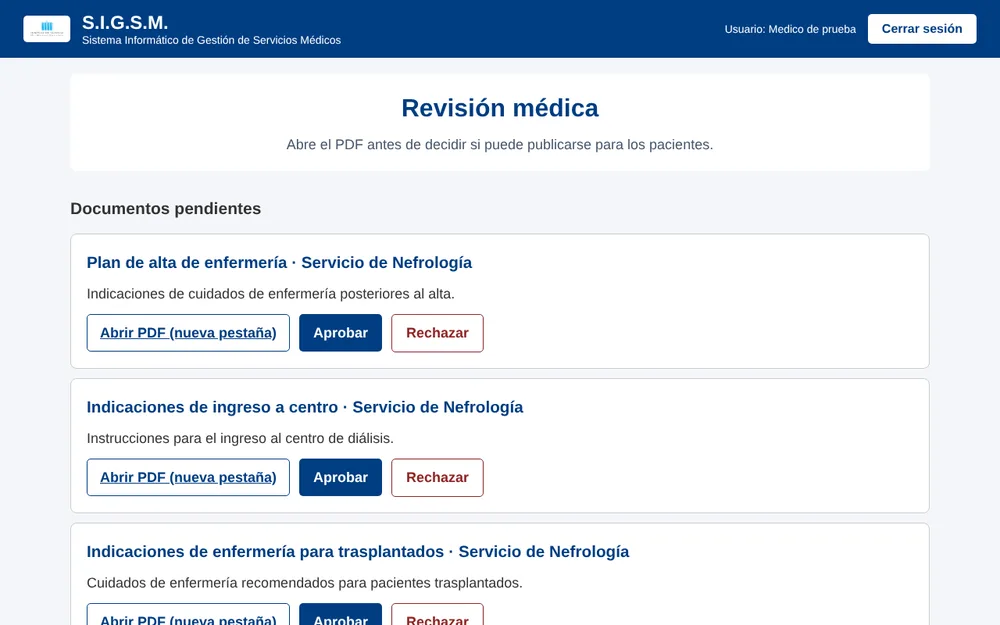 S.I.G.S.M.
Sistema Informático de Gestión de Servicios Médicos
Usuario: Medico de prueba
Cerrar sesión
Revisión médica
Abre el PDF antes de decidir si puede publicarse para los pacientes.
Documentos pendientes
Plan de alta de enfermería · Servicio de Nefrología
Indicaciones de cuidados de enfermería posteriores al alta.
Abrir PDF (nueva pestaña) Aprobar Rechazar
Indicaciones de ingreso a centro · Servicio de Nefrología
Instrucciones para el ingreso al centro de diálisis.
Abrir PDF (nueva pestaña) Aprobar Rechazar
Indicaciones de enfermería para trasplantados · Servicio de Nefrología
Cuidados de enfermería recomendados para pacientes trasplantados.
Abrir PDF (nueva pestaña) Aprobar Rechazar